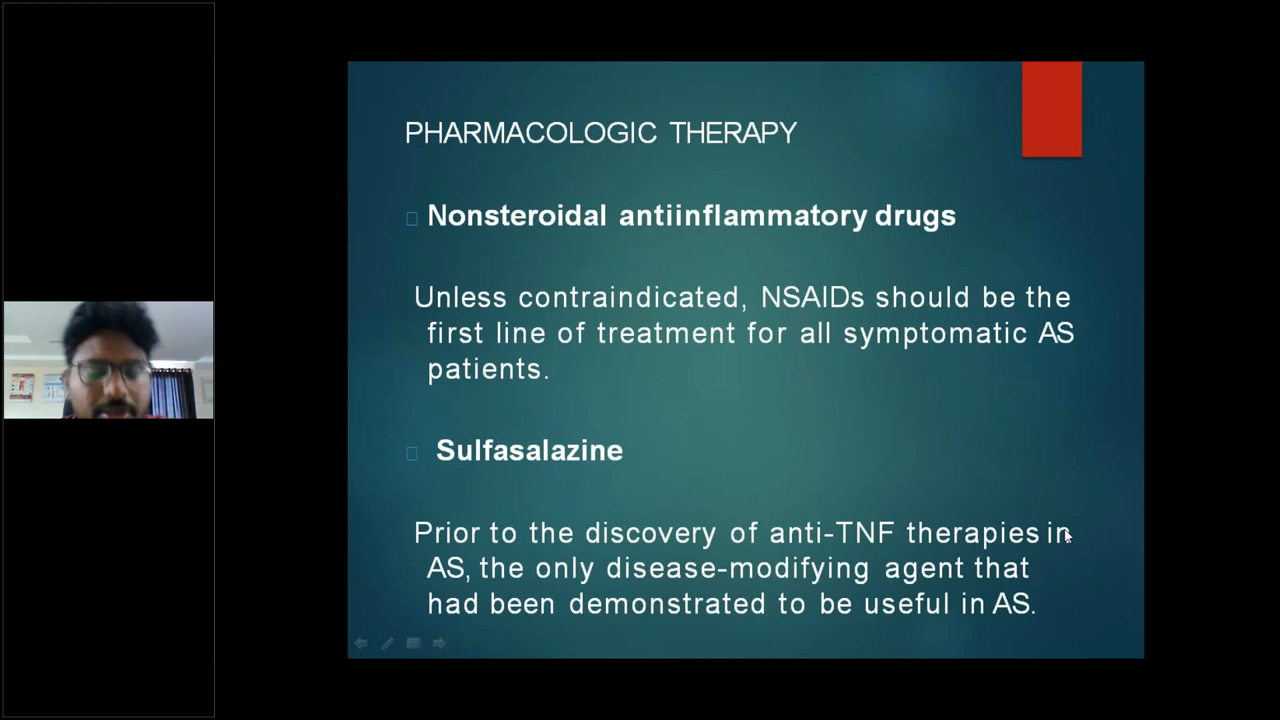 PHARMACOLOGIC THERAPY
Nonsteroidal antiinflammatory drugs
Unless contraindicated, NSAIDs should be the
first line of treatment for all symptomatic AS
patients.
Sulfasalazine
Prior to the discovery of anti-TNF therapies in
AS, the only disease-modifying agent that
had been demonstrated to be useful in AS.